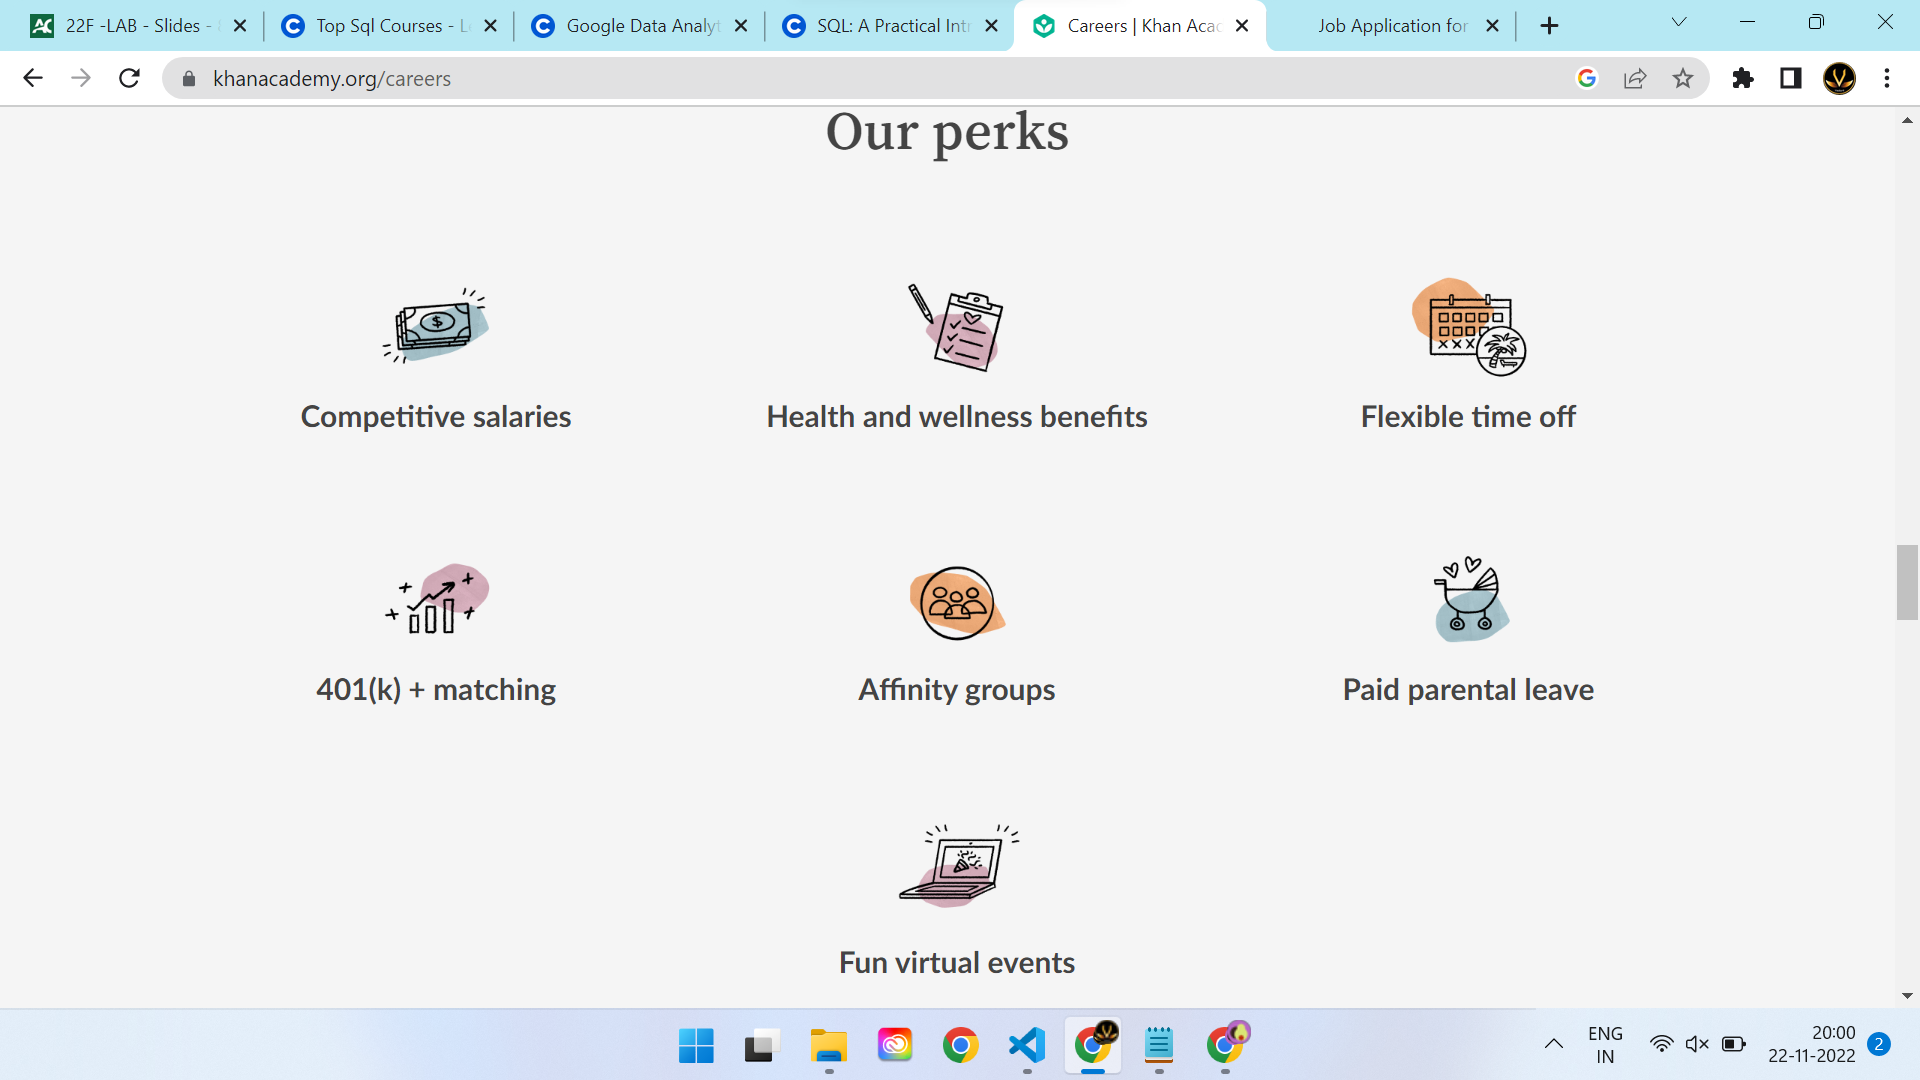 22F -LAB - Slides -
Top Sql Courses - L
Google Data Analyt
SQL: A Practical Int
Careers | Khan Aca
Job Application for
khanacademy.org/careers
Our perks
$
Competitive salaries
Health and wellness benefits
Flexible time off
401(k) + matching
Affinity groups
Paid parental leave
Fun virtual events
ENG
IN
20:00
22-11-2022
2